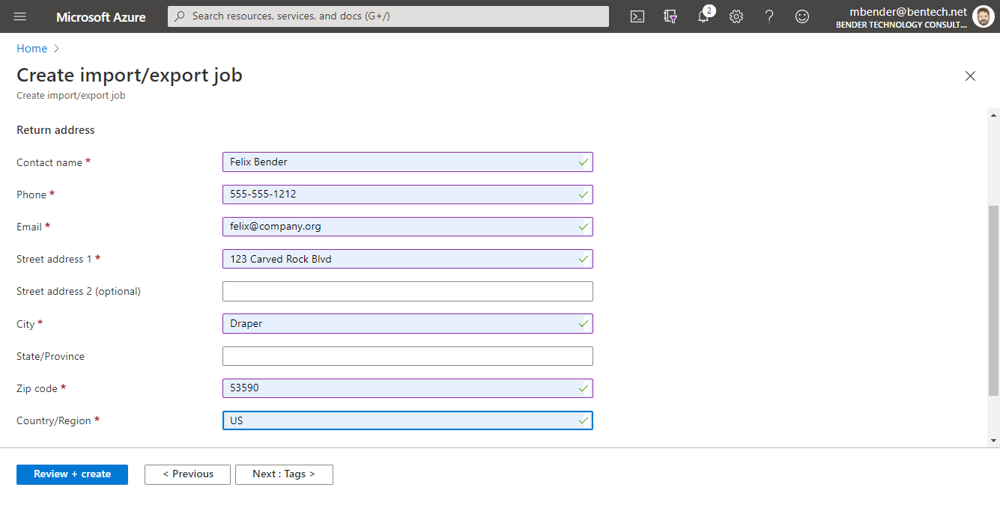 Microsoft Azure
Search resources, services, and docs (G+/)
2
mbender@bentech.net
BENDER TECHNOLOGY CONSULT...
Home >
Create import/export job
Create import/export job
Return address
Contact name * Felix Bender
Phone * 555-555-1212
Email * felix@company.org
Street address 1 * 123 Carved Rock Blvd
Street address 2 (optional)
City * Draper
State/Province
Zip code * 53590
Country/Region * US
Review + create
< Previous
Next : Tags >